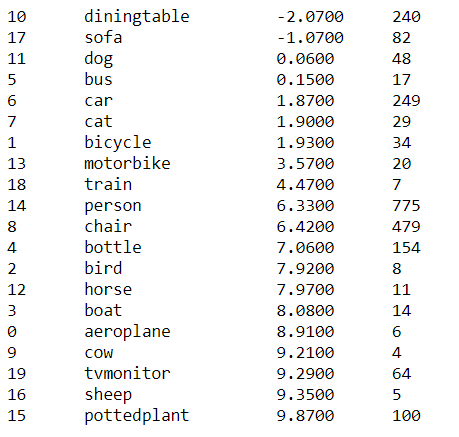 10 diningtable -2.0700 240
17 sofa -1.0700 82
11 dog 0.0600 48
5 bus 0.1500 17
6 car 1.8700 249
7 cat 1.9000 29
1 bicycle 1.9300 34
13 motorbike 3.5700 20
18 train 4.4700 7
14 person 6.3300 775
8 chair 6.4200 479
4 bottle 7.0600 154
2 bird 7.9200 8
12 horse 7.9700 11
3 boat 8.0800 14
0 aeroplane 8.9100 6
9 cow 9.2100 4
19 tvmonitor 9.2900 64
16 sheep 9.3500 5
15 pottedplant 9.8700 100